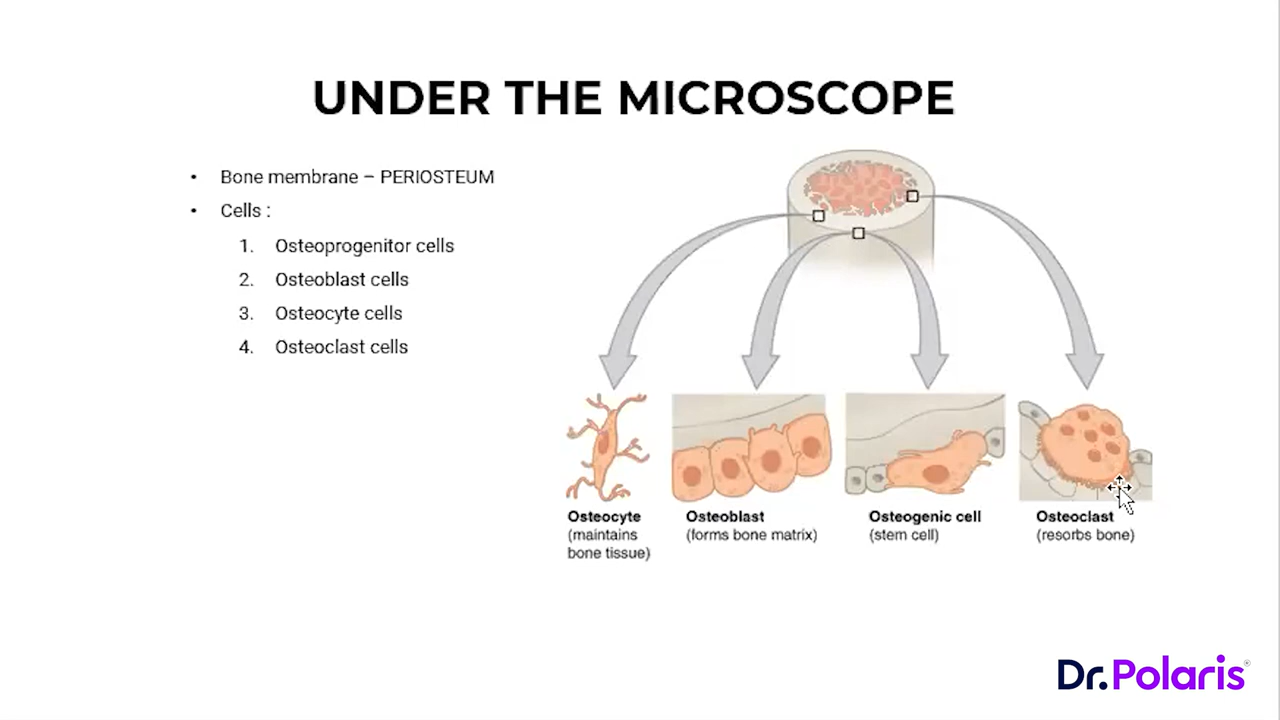 UNDER THE MICROSCOPE
• Bone membrane – PERIOSTEUM
• Cells :
1. Osteoprogenitor cells
2. Osteoblast cells
3. Osteocyte cells
4. Osteoclast cells
Osteocyte
(maintains
bone tissue)
Osteoblast
(forms bone matrix)
Osteogenic cell
(stem cell)
Osteoclast
(resorbs bone)
Dr.Polaris®